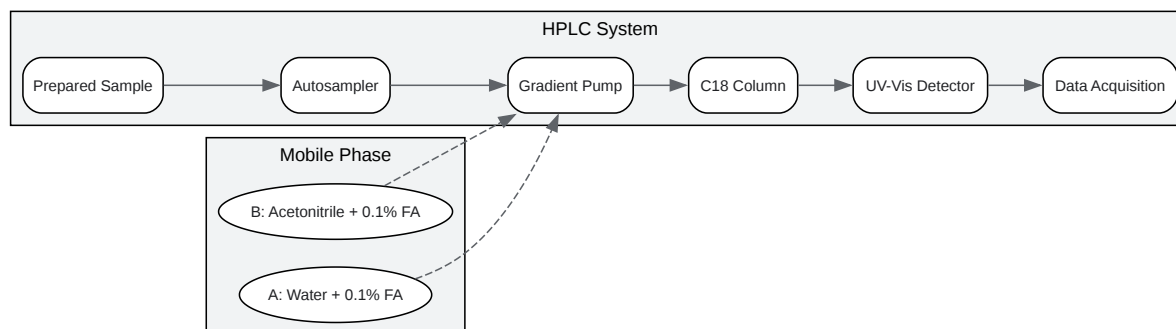 HPLC System
Prepared Sample
Autosampler
Gradient Pump
C18 Column
UV-Vis Detector
Data Acquisition
Mobile Phase
B: Acetonitrile + 0.1% FA
A: Water + 0.1% FA